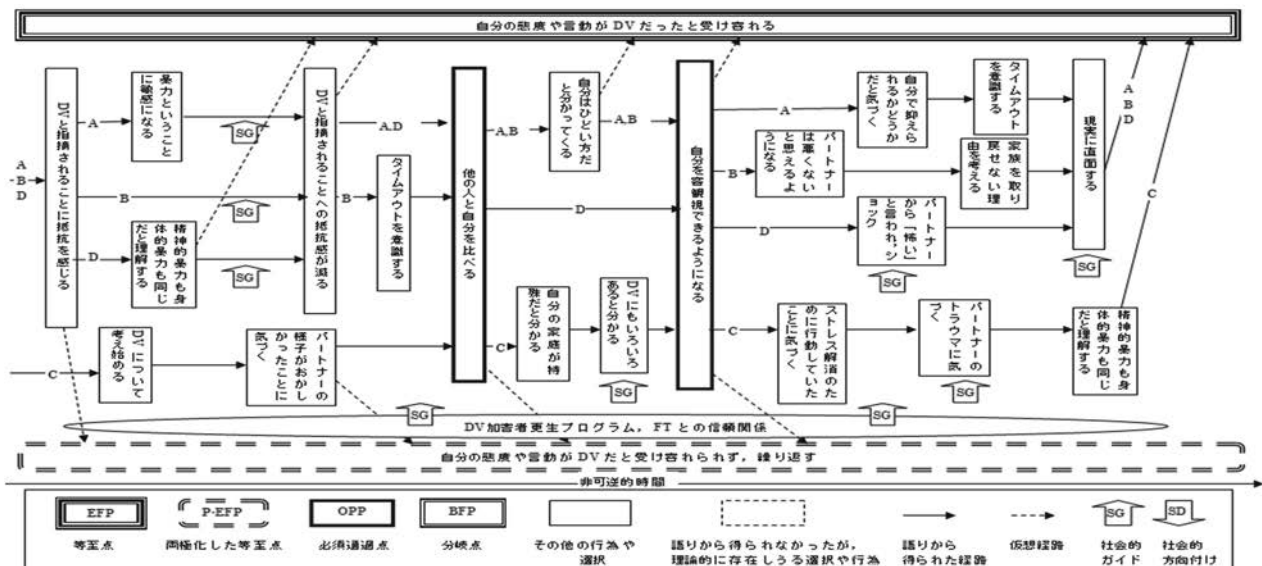 自分の態度や言動がDVだったと受け容れる
A
B
D
DVと指摘されることに抵抗を感じる
A
B
D
暴力ということ
に敏感になる
精神的暴力も身
体的暴力も同じ
だと理解する
SG
SG
SG
DVと指摘されることへの抵抗感が減る
A,D
B
タイムアウトを意識する
他の人と自分を比べる
A,B
D
C
自分はひどい方だ
と分かってくる
A,B
自分の家庭が特
殊だと分かる
DVにもいろいろ
あると分かる
SG
自分を客観視できるようになる
A
B
D
C
自分で抑えら
れるかどうか
だと気づく
タイムアウト
を意識する
パートナー
は悪くない
と思えるよ
うになる
家族を取り
戻せない理
由を考える
パートナー
から「怖い」
と言われ,シ
ョック
SG
現実に直面する
SG
A
B
D
C
C
DVについて
考え始める
パートナーの
様子がおかし
かったことに
気づく
SG
ストレス解消のた
めに行動していた
ことに気づく
SG
パートナーの
トラウマに気
づく
SG
精神的暴力も身
体的暴力も同じ
だと理解する
DV加害者更生プログラム,FTとの信頼関係
自分の態度や言動がDVだと受け容れられず,繰り返す
非可逆的時間
EFP
等至点
P-EFP
両極化した等至点
OPP
必須通過点
BFP
分岐点
その他の行為や
選択
語りから得られなかったが,
理論的に存在しうる選択や行為
語りから
得られた経路
仮想経路
SG
社会的
ガイド
SD
社会的
方向付け